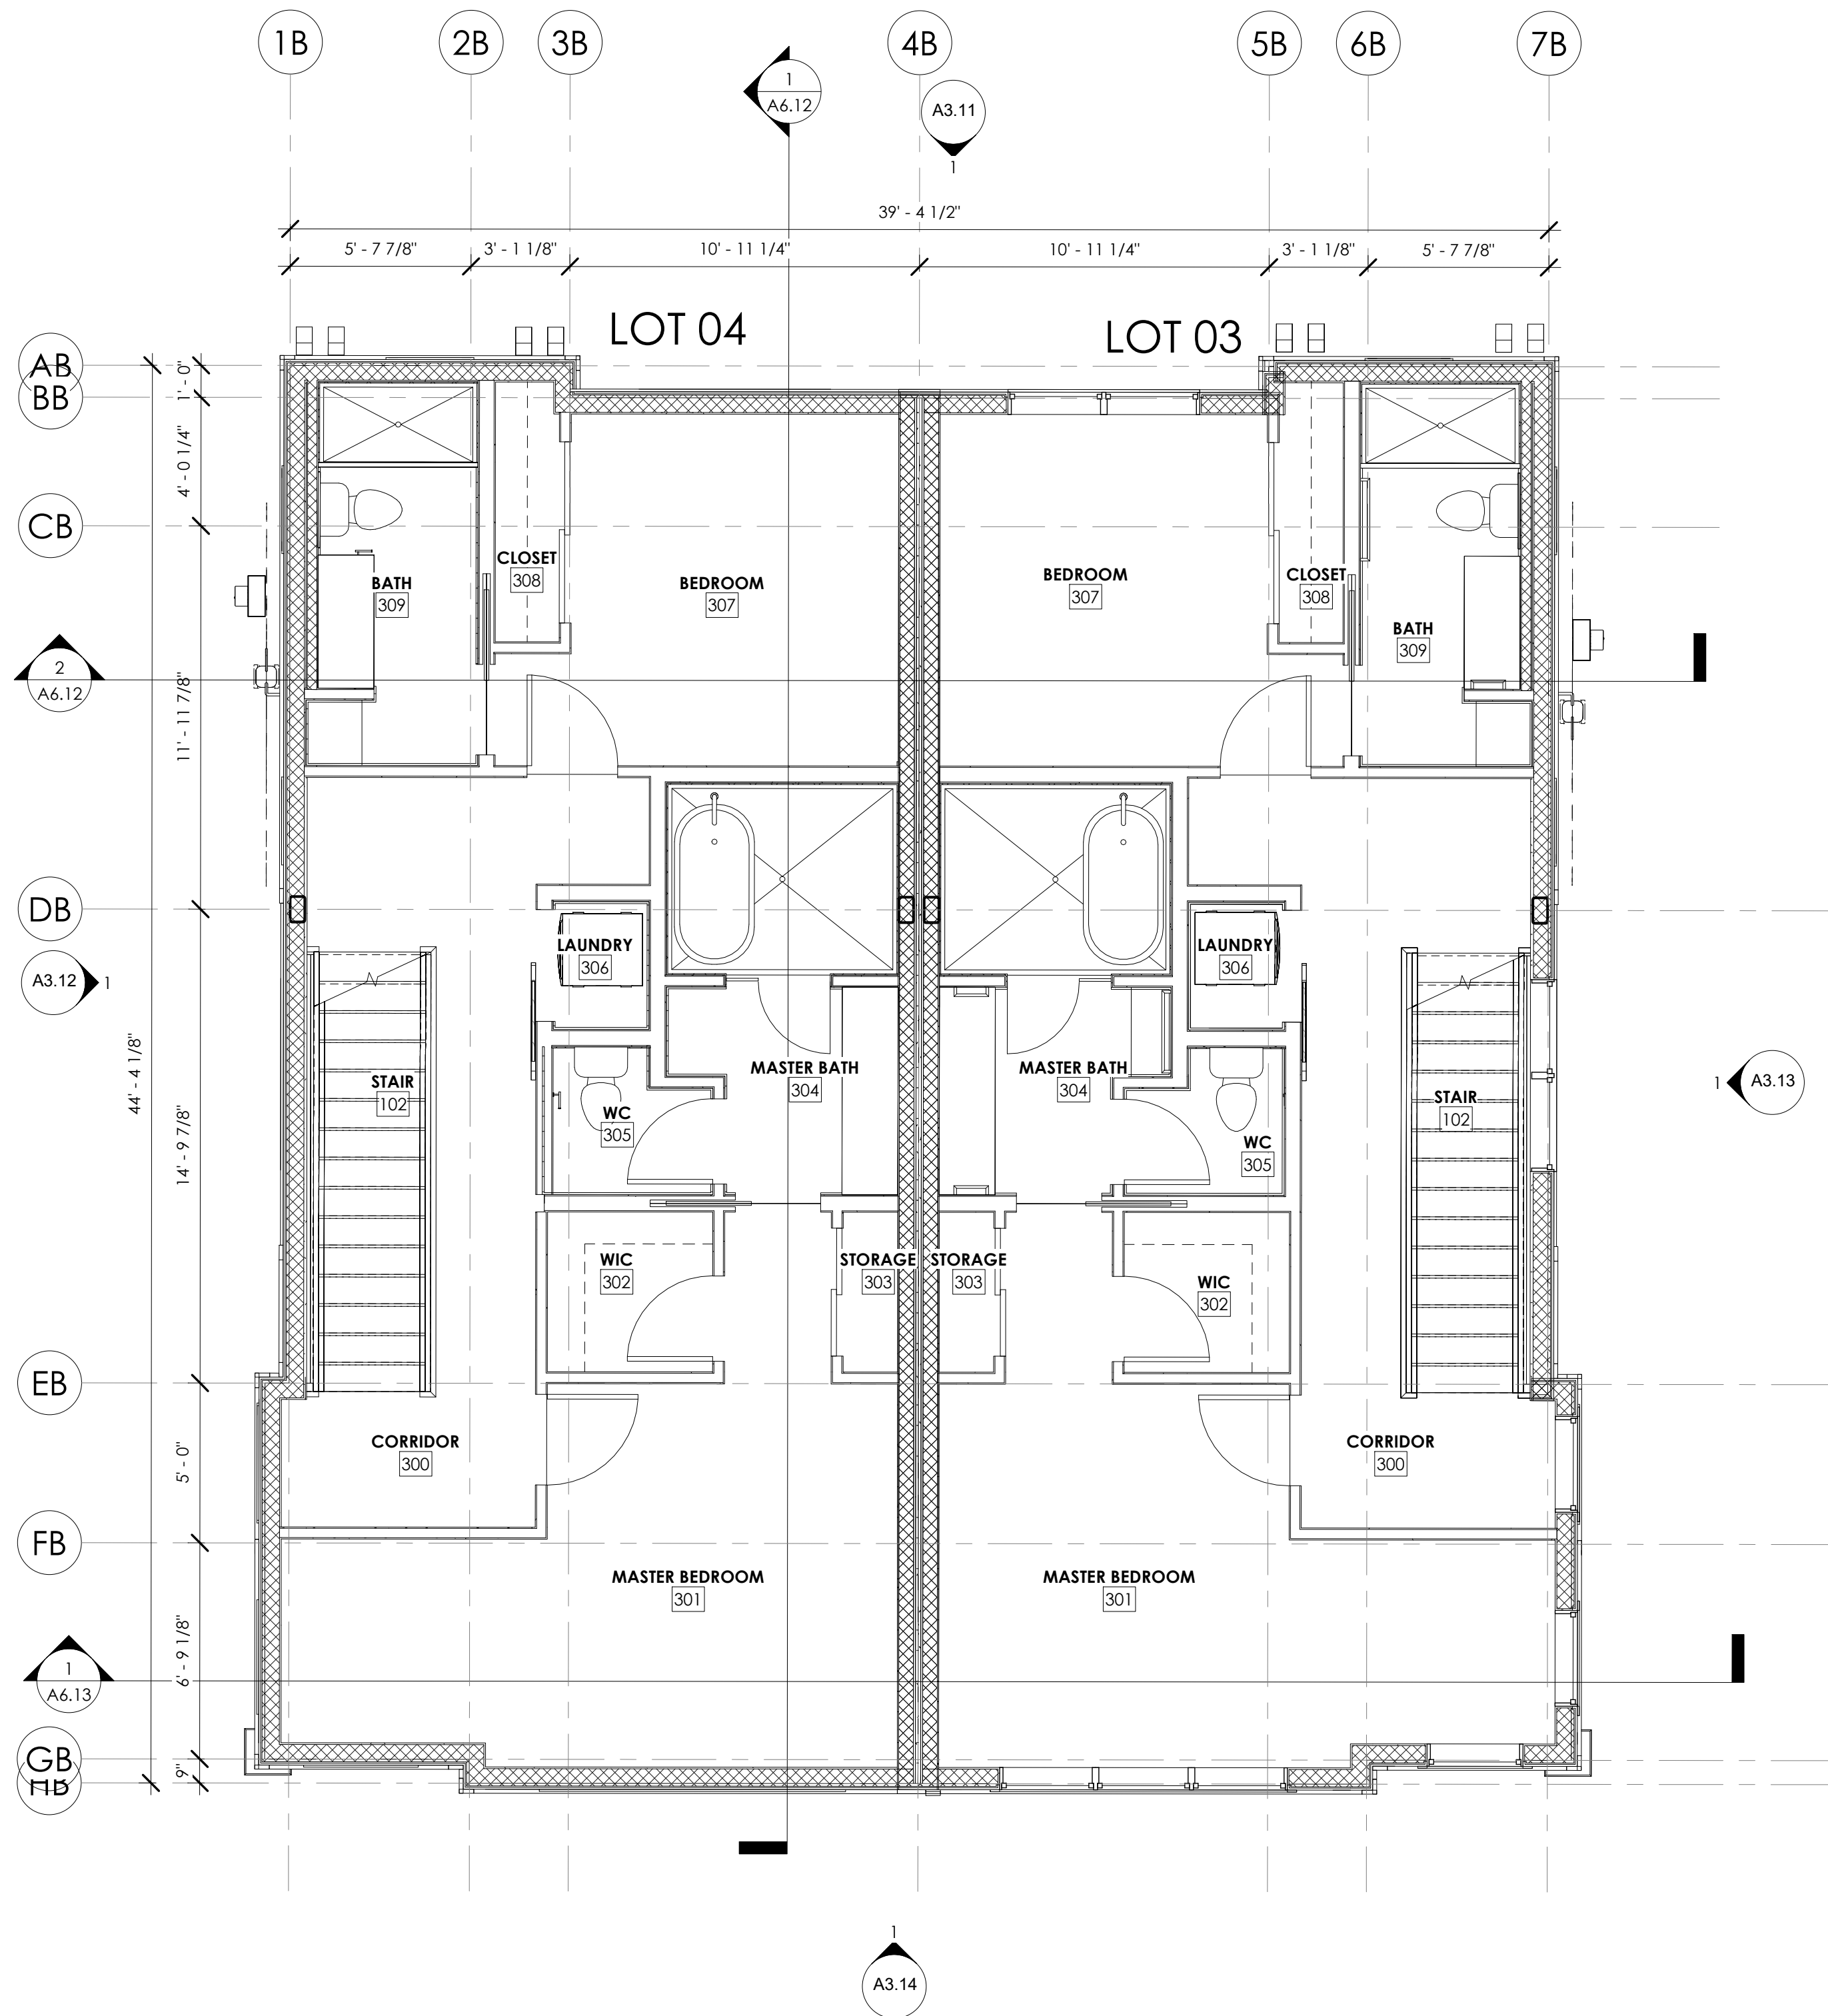 1B 2B 3B 4B 5B 6B 7B
1
A6.12
A3.11
1
39' - 4 1/2"
5' - 7 7/8" 3' - 1 1/8" 10' - 11 1/4" 10' - 11 1/4" 3' - 1 1/8" 5' - 7 7/8"
LOT 04 LOT 03
AB
BB
1' - 0"
4' - 0 1/4"
CB
CLOSET
308
BATH
309
BEDROOM
307
BEDROOM
307
CLOSET
308
BATH
309
2
A6.12
11' - 11 7/8"
DB
LAUNDRY
306
LAUNDRY
306
A3.12 1
44' - 4 1/8"
14' - 9 7/8"
STAIR
102
WC
305
MASTER BATH
304
MASTER BATH
304
WC
305
STAIR
102
1 A3.13
WIC
302
STORAGE
303
STORAGE
303
WIC
302
EB
5' - 0"
CORRIDOR
300
CORRIDOR
300
FB
MASTER BEDROOM
301
MASTER BEDROOM
301
6' - 9 1/8"
1
A6.13
GB
9"
HB
1
A3.14